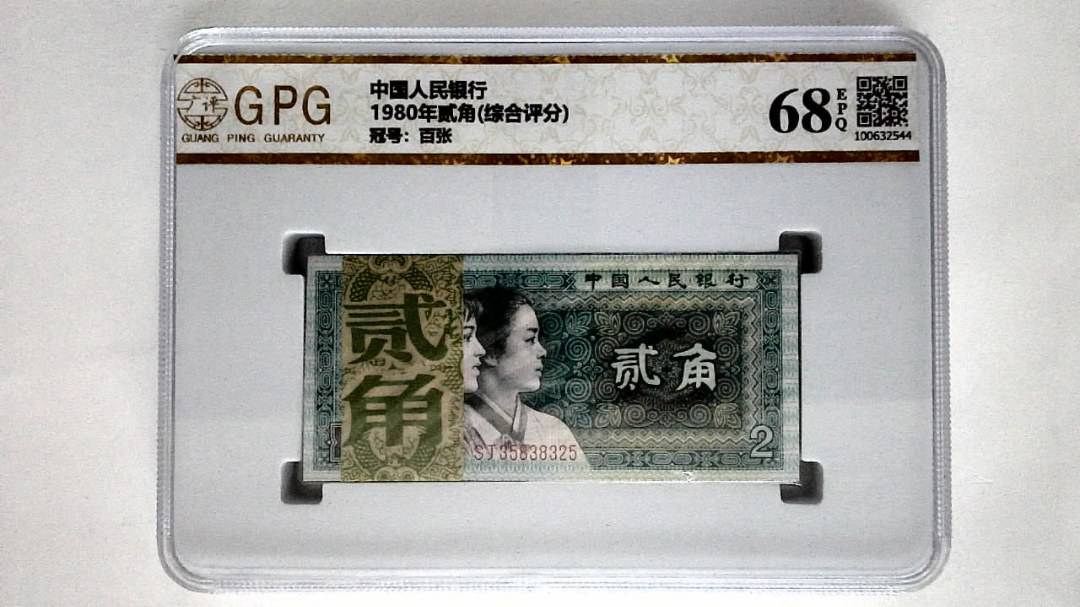 广评
GPG
GUANG PING GUARANTY
中国人民银行
1980年贰角(综合评分)
冠号：百张
68
EPQ
100632544
中国人民银行
贰角
贰角
SJ35838325
2